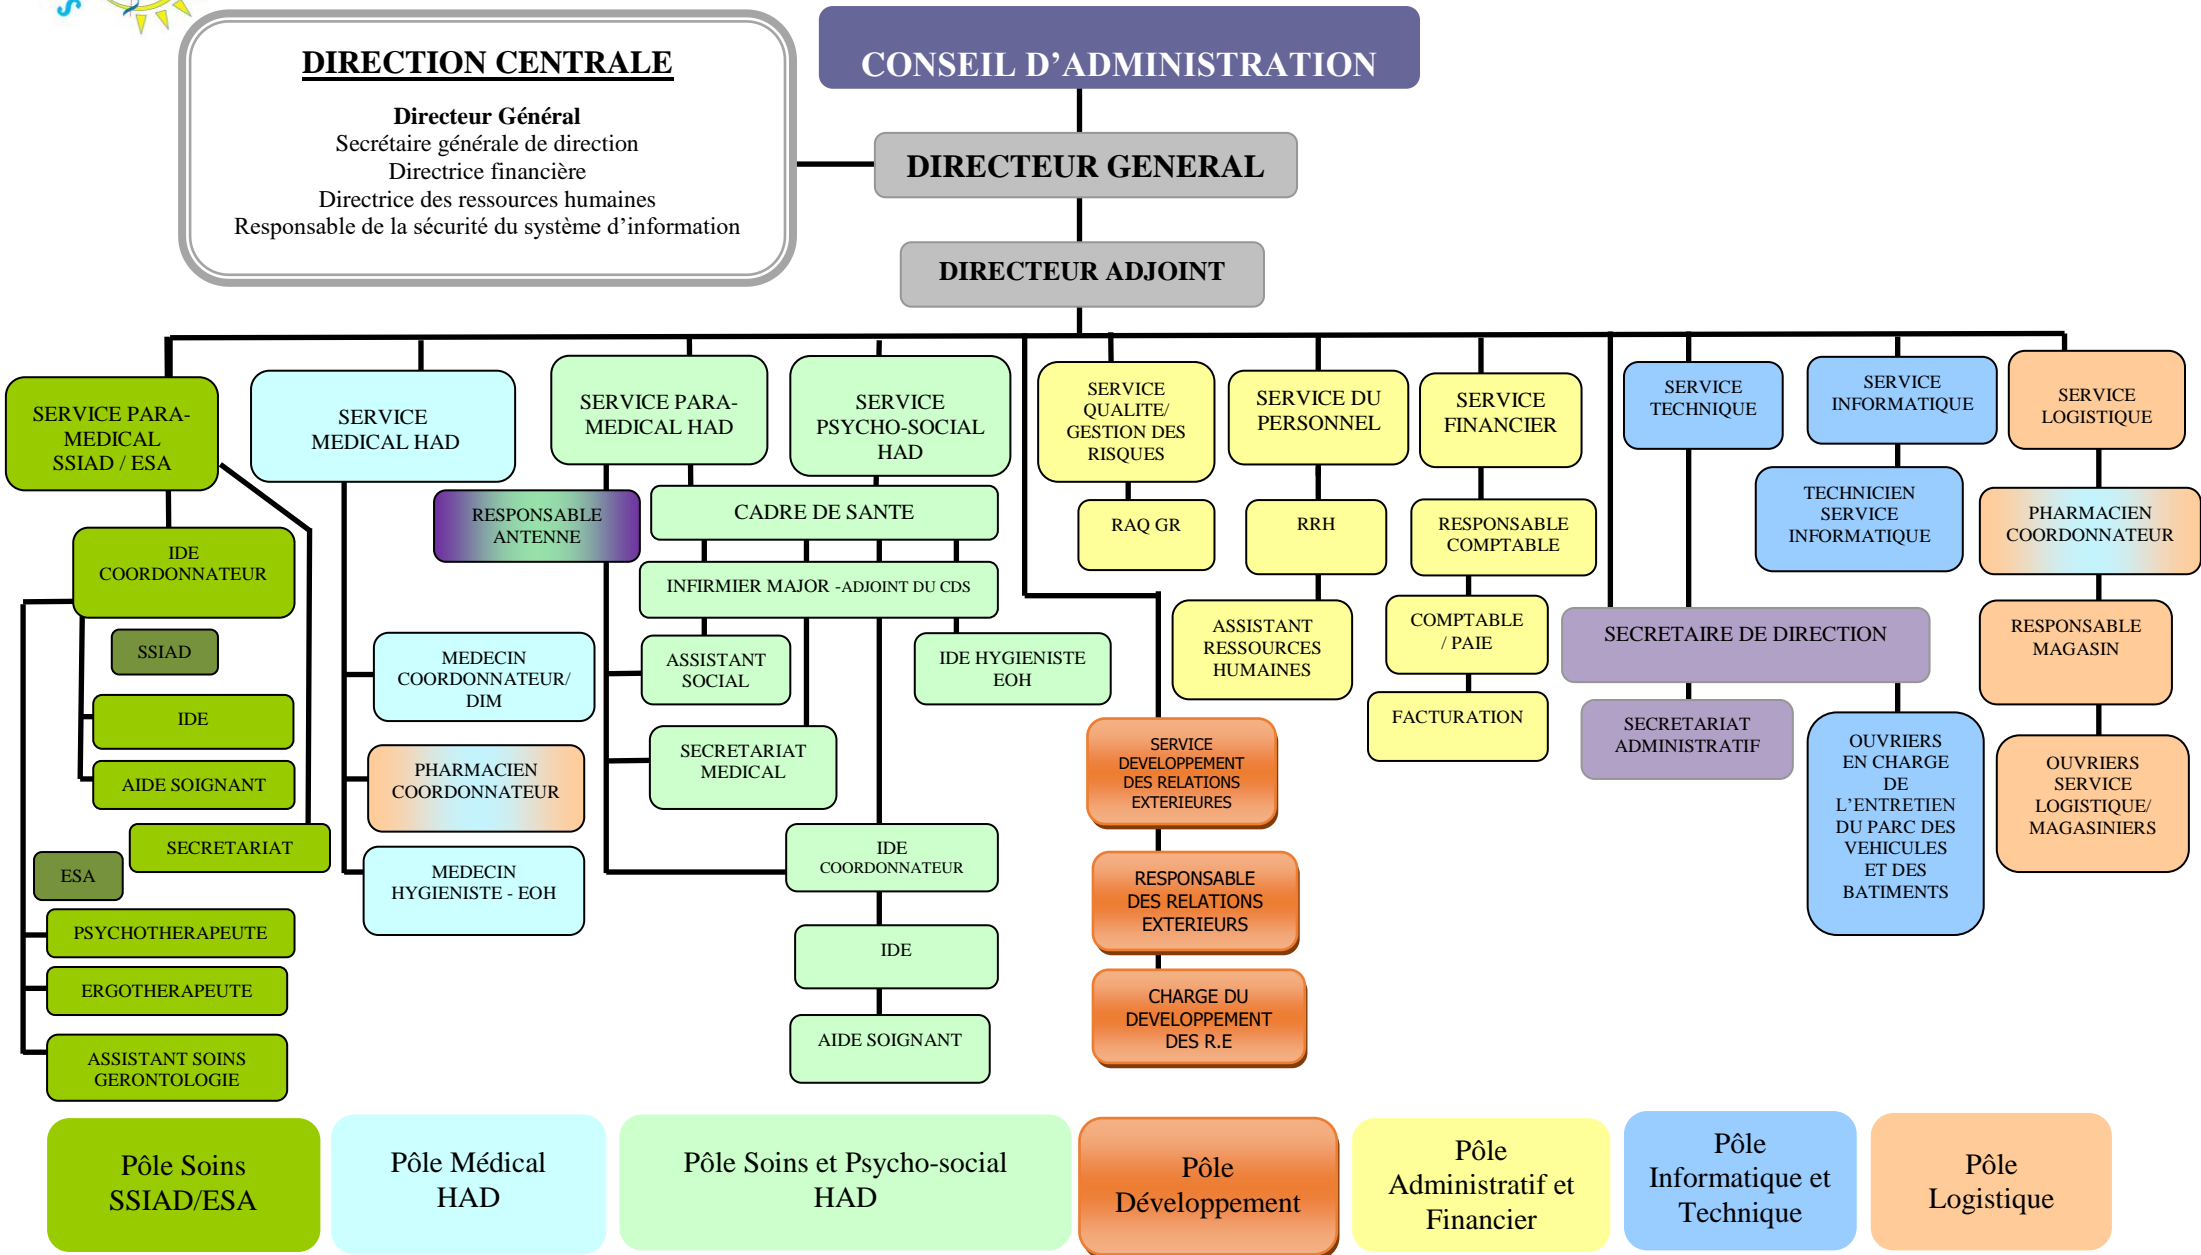 S
DIRECTION CENTRALE
Directeur Général
Secrétaire générale de direction
Directrice financière
Directrice des ressources humaines
Responsable de la sécurité du système d’information
CONSEIL D’ADMINISTRATION
DIRECTEUR GENERAL
DIRECTEUR ADJOINT
SERVICE PARA-
MEDICAL
SSIAD / ESA
IDE
COORDONNATEUR
SSIAD
IDE
AIDE SOIGNANT
SECRETARIAT
ESA
PSYCHOTHERAPEUTE
ERGOTHERAPEUTE
ASSISTANT SOINS
GERONTOLOGIE
SERVICE
MEDICAL HAD
MEDECIN
COORDONNATEUR/
DIM
PHARMACIEN
COORDONNATEUR
MEDECIN
HYGIENISTE - EOH
SERVICE PARA-
MEDICAL HAD
SERVICE
PSYCHO-SOCIAL
HAD
RESPONSABLE
ANTENNE
CADRE DE SANTE
INFIRMIER MAJOR -ADJOINT DU CDS
ASSISTANT
SOCIAL
IDE HYGIENISTE
EOH
SECRETARIAT
MEDICAL
IDE
COORDONNATEUR
IDE
AIDE SOIGNANT
SERVICE
DEVELOPPEMENT
DES RELATIONS
EXTERIEURES
RESPONSABLE
DES RELATIONS
EXTERIEURS
CHARGE DU
DEVELOPPEMENT
DES R.E
SERVICE
QUALITE/
GESTION DES
RISQUES
RAQ GR
SERVICE DU
PERSONNEL
RRH
ASSISTANT
RESSOURCES
HUMAINES
SERVICE
FINANCIER
RESPONSABLE
COMPTABLE
COMPTABLE
/ PAIE
FACTURATION
SERVICE
TECHNIQUE
SERVICE
INFORMATIQUE
TECHNICIEN
SERVICE
INFORMATIQUE
SECRETAIRE DE DIRECTION
SECRETARIAT
ADMINISTRATIF
OUVRIERS
EN CHARGE
DE
L’ENTRETIEN
DU PARC DES
VEHICULES
ET DES
BATIMENTS
SERVICE
LOGISTIQUE
PHARMACIEN
COORDONNATEUR
RESPONSABLE
MAGASIN
OUVRIERS
SERVICE
LOGISTIQUE/
MAGASINIERS
Pôle Soins
SSIAD/ESA
Pôle Médical
HAD
Pôle Soins et Psycho-social
HAD
Pôle
Développement
Pôle
Administratif et
Financier
Pôle
Informatique et
Technique
Pôle
Logistique